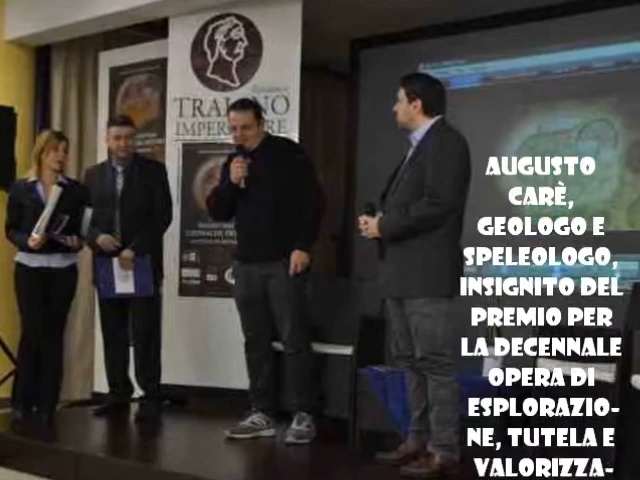 TRAIANO
IMPERATORE
AUGUSTO
CARÈ,
GEOLOGO E
SPELEOLOGO,
INSIGNITO DEL
PREMIO PER
LA DECENNALE
OPERA DI
ESPLORAZIO-
NE, TUTELA E
VALORIZZA-